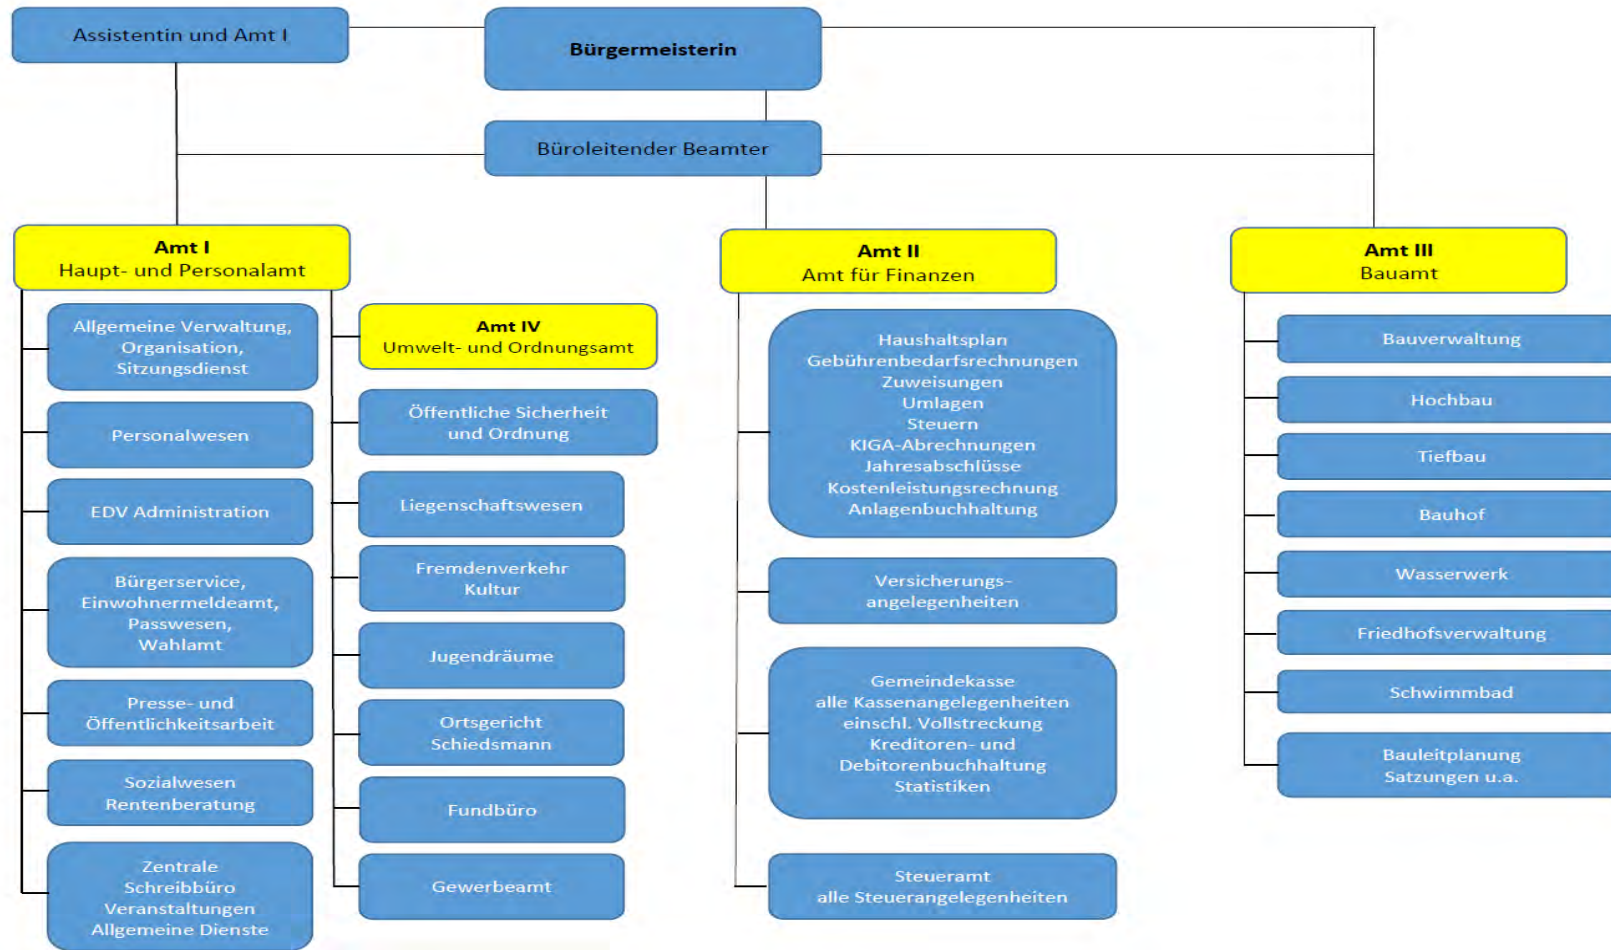 Assistentin und Amt I
Bürgermeisterin
Büroleitender Beamter
Amt I
Haupt- und Personalamt
Allgemeine Verwaltung,
Organisation,
Sitzungsdienst
Personalwesen
EDV Administration
Bürgerservice,
Einwohnermeldeamt,
Passwesen,
Wahlamt
Presse- und
Öffentlichkeitsarbeit
Sozialwesen
Rentenberatung
Zentrale
Schreibbüro
Veranstaltungen
Allgemeine Dienste
Amt IV
Umwelt- und Ordnungsamt
Öffentliche Sicherheit
und Ordnung
Liegenschaftswesen
Fremdenverkehr
Kultur
Jugendräume
Ortsgericht
Schiedsmann
Fundbüro
Gewerbeamt
Amt II
Amt für Finanzen
Haushaltsplan
Gebührenbedarfsrechnungen
Zuweisungen
Umlagen
Steuern
KIGA-Abrechnungen
Jahresabschlüsse
Kostenleistungsrechnung
Anlagenbuchhaltung
Versicherungs-
angelegenheiten
Gemeindekasse
alle Kassenangelegenheiten
einschl. Vollstreckung
Kreditoren- und
Debitorenbuchhaltung
Statistiken
Steueramt
alle Steuerangelegenheiten
Amt III
Bauamt
Bauverwaltung
Hochbau
Tiefbau
Bauhof
Wasserwerk
Friedhofsverwaltung
Schwimmbad
Bauleitplanung
Satzungen u.a.